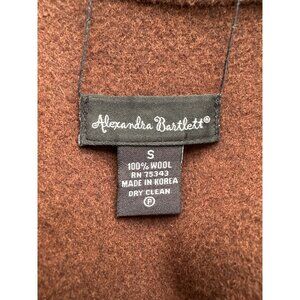 Alexandra Bartlett®
S
100% WOOL
RN 75343
MADE IN KOREA
DRY CLEAN
Ⓟ